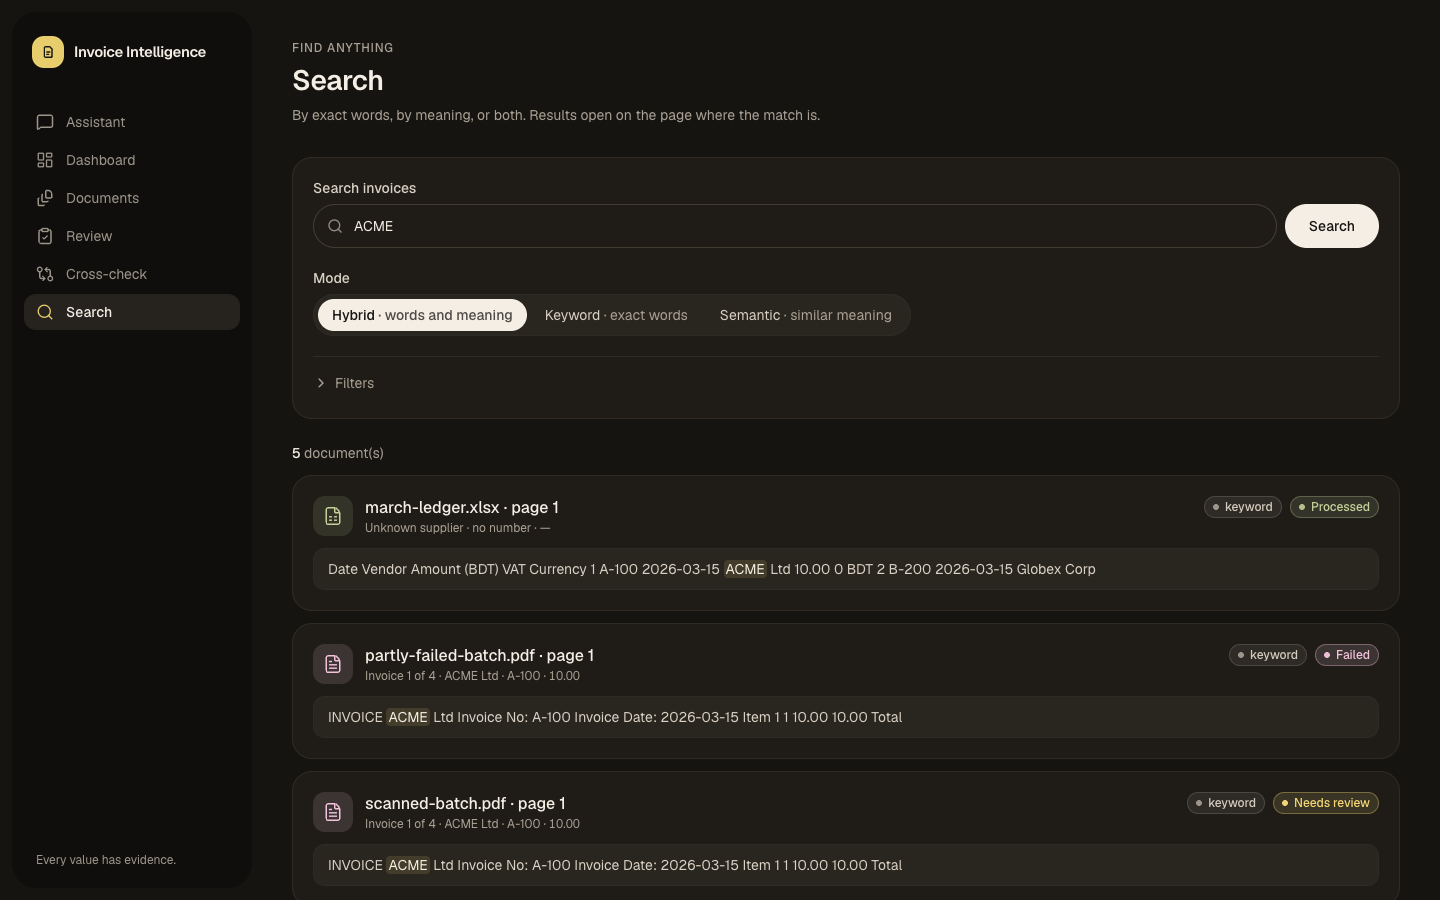 Invoice Intelligence
Assistant
Dashboard
Documents
Review
Cross-check
Search
Every value has evidence.
FIND ANYTHING
Search
By exact words, by meaning, or both. Results open on the page where the match is.
Search invoices
ACME
Search
Mode
Hybrid · words and meaning
Keyword · exact words
Semantic · similar meaning
Filters
5 document(s)
march-ledger.xlsx · page 1
keyword
Processed
Unknown supplier · no number · —
Date Vendor Amount (BDT) VAT Currency 1 A-100 2026-03-15 ACME Ltd 10.00 0 BDT 2 B-200 2026-03-15 Globex Corp
partly-failed-batch.pdf · page 1
keyword
Failed
Invoice 1 of 4 · ACME Ltd · A-100 · 10.00
INVOICE ACME Ltd Invoice No: A-100 Invoice Date: 2026-03-15 Item 1 1 10.00 10.00 Total
scanned-batch.pdf · page 1
keyword
Needs review
Invoice 1 of 4 · ACME Ltd · A-100 · 10.00
INVOICE ACME Ltd Invoice No: A-100 Invoice Date: 2026-03-15 Item 1 1 10.00 10.00 Total